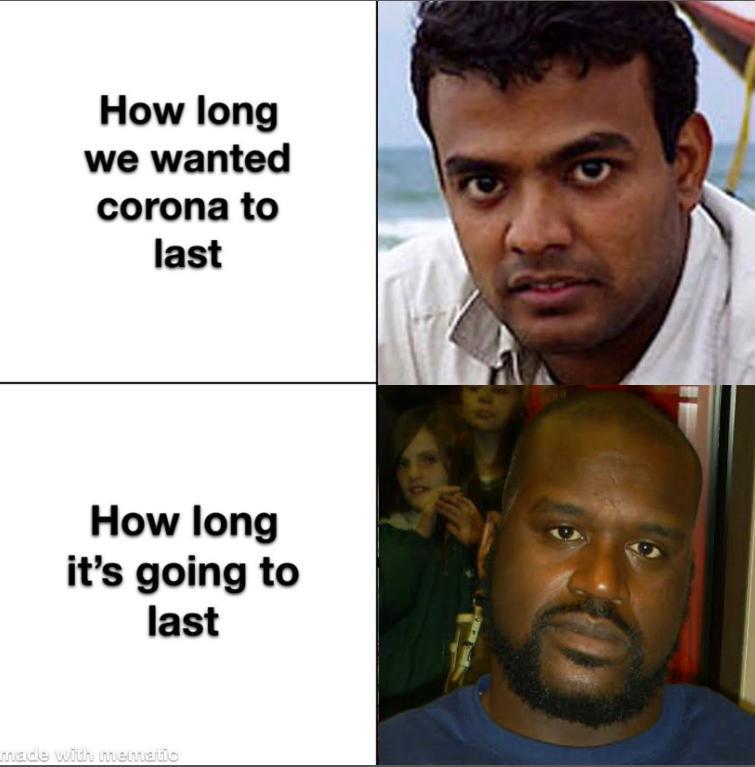 How long
we wanted
corona to
last
How long
it’s going to
last
made with mematic